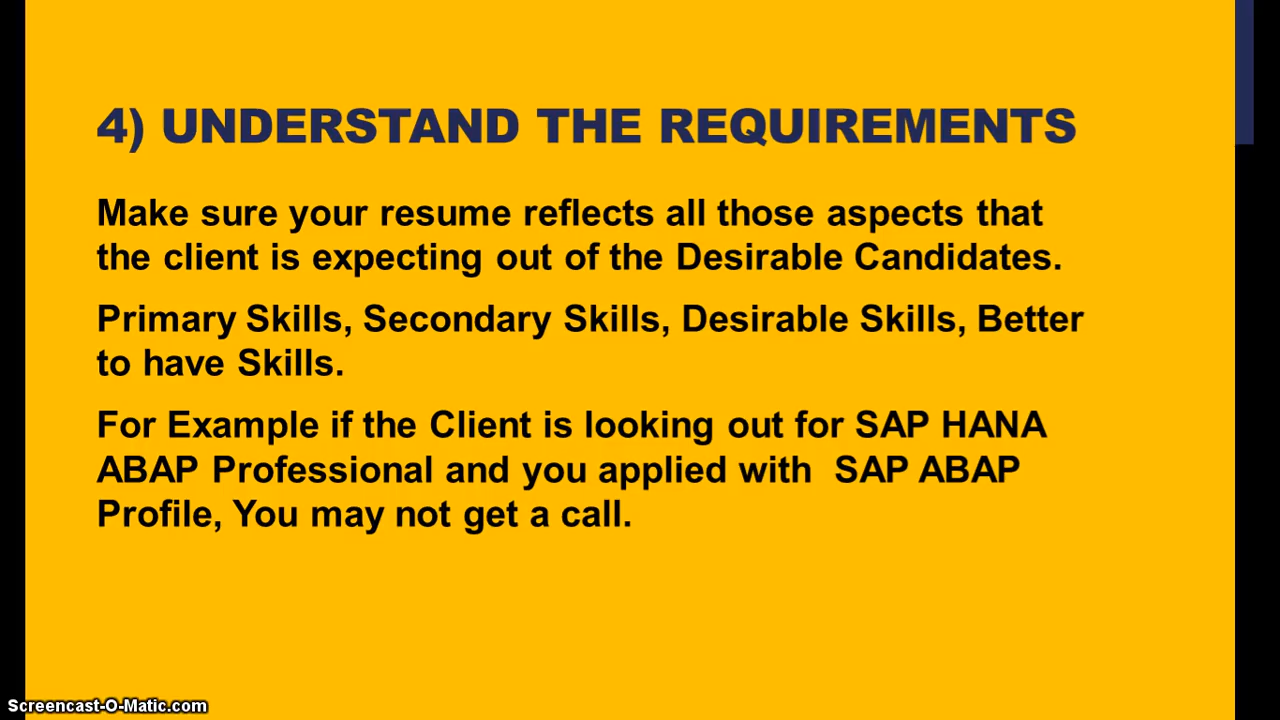 4) UNDERSTAND THE REQUIREMENTS
Make sure your resume reflects all those aspects that
the client is expecting out of the Desirable Candidates.
Primary Skills, Secondary Skills, Desirable Skills, Better
to have Skills.
For Example if the Client is looking out for SAP HANA
ABAP Professional and you applied with  SAP ABAP
Profile, You may not get a call.
Screencast-O-Matic.com